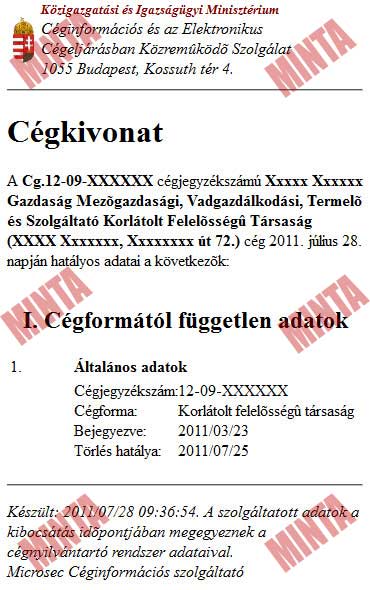 Közigazgatási és Igazságügyi Minisztérium
Céginformációs és az Elektronikus
Cégeljárásban Közremûködõ Szolgálat
1055 Budapest, Kossuth tér 4.
MINTA
MINTA
Cégkivonat
A Cg.12-09-XXXXXX cégjegyzékszámú Xxxxx Xxxxxx
Gazdaság Mezõgazdasági, Vadgazdálkodási, Termelõ
és Szolgáltató Korlátolt Felelõsségû Társaság
(XXXX Xxxxxxx, Xxxxxxxx út 72.) cég 2011. július 28.
napján hatályos adatai a következõk:
MINTA
MINTA
I. Cégformától független adatok
1. Általános adatok
Cégjegyzékszám:12-09-XXXXXX
Cégforma: Korlátolt felelõsségû társaság
Bejegyezve: 2011/03/23
Törlés hatálya: 2011/07/25
Készült: 2011/07/28 09:36:54. A szolgáltatott adatok a
kibocsátás idõpontjában megegyeznek a
cégnyilvántartó rendszer adataival.
Microsec Céginformációs szolgáltató
MINTA
MINTA